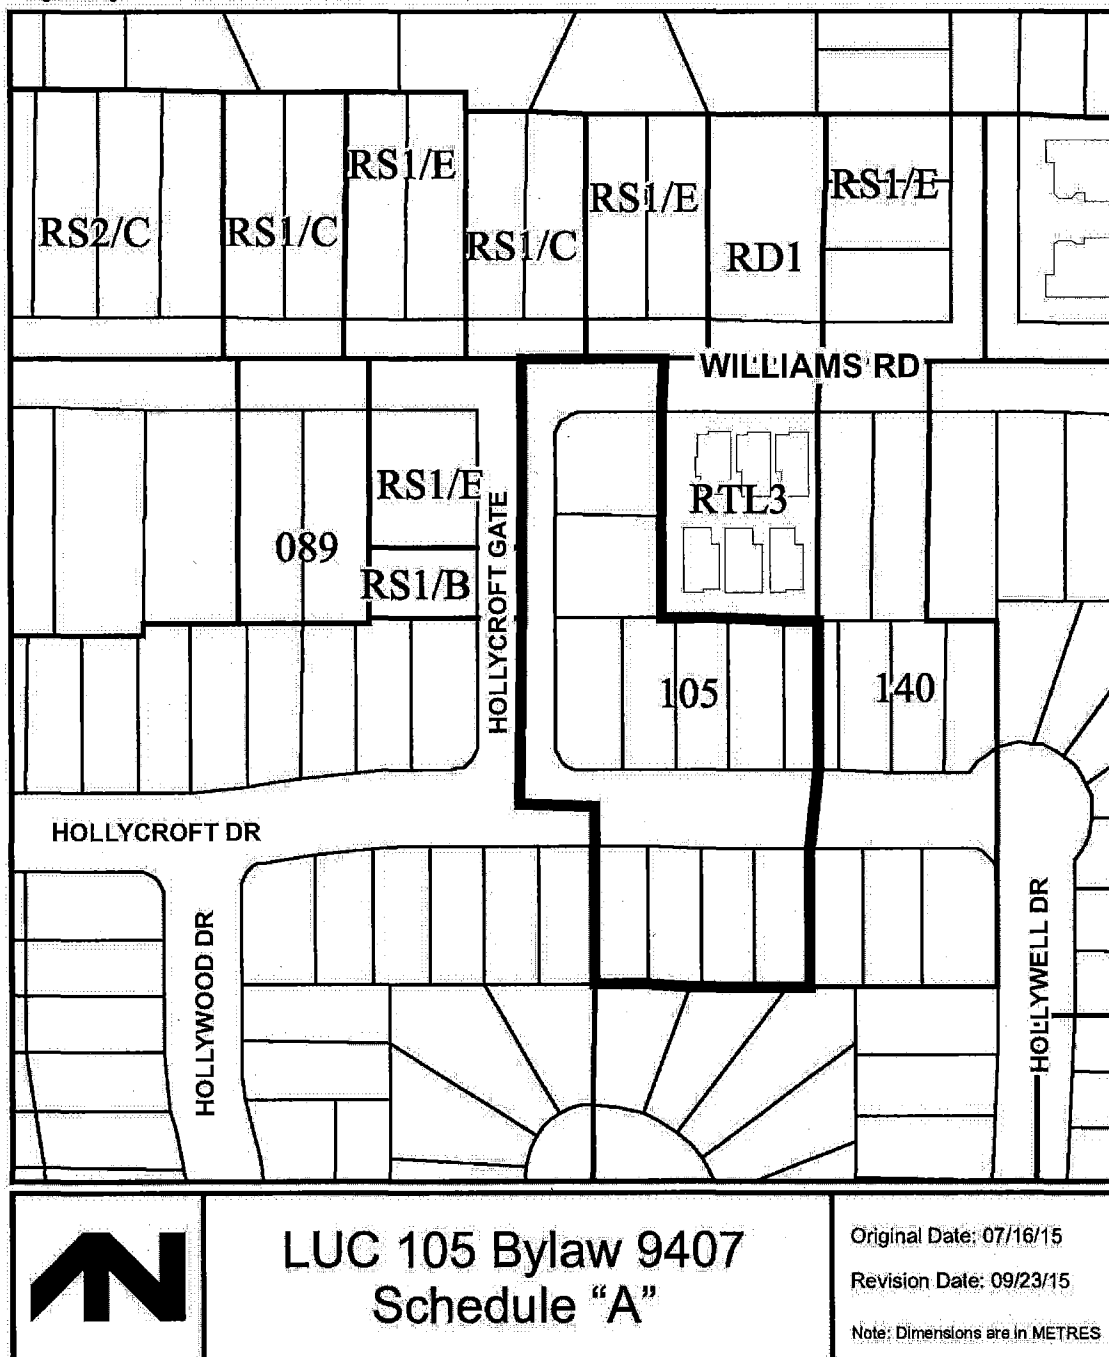 RS1/E
RS2/C
RS1/C
RS1/C
RS1/E
RD1
RS1/E
WILLIAMS RD
RS1/E
089
RS1/B
HOLLYCROFT GATE
RTL3
105
140
HOLLYCROFT DR
HOLLYWOOD DR
HOLLYWELL DR
LUC 105 Bylaw 9407
Schedule “A”
Original Date: 07/16/15
Revision Date: 09/23/15
Note: Dimensions are in METRES